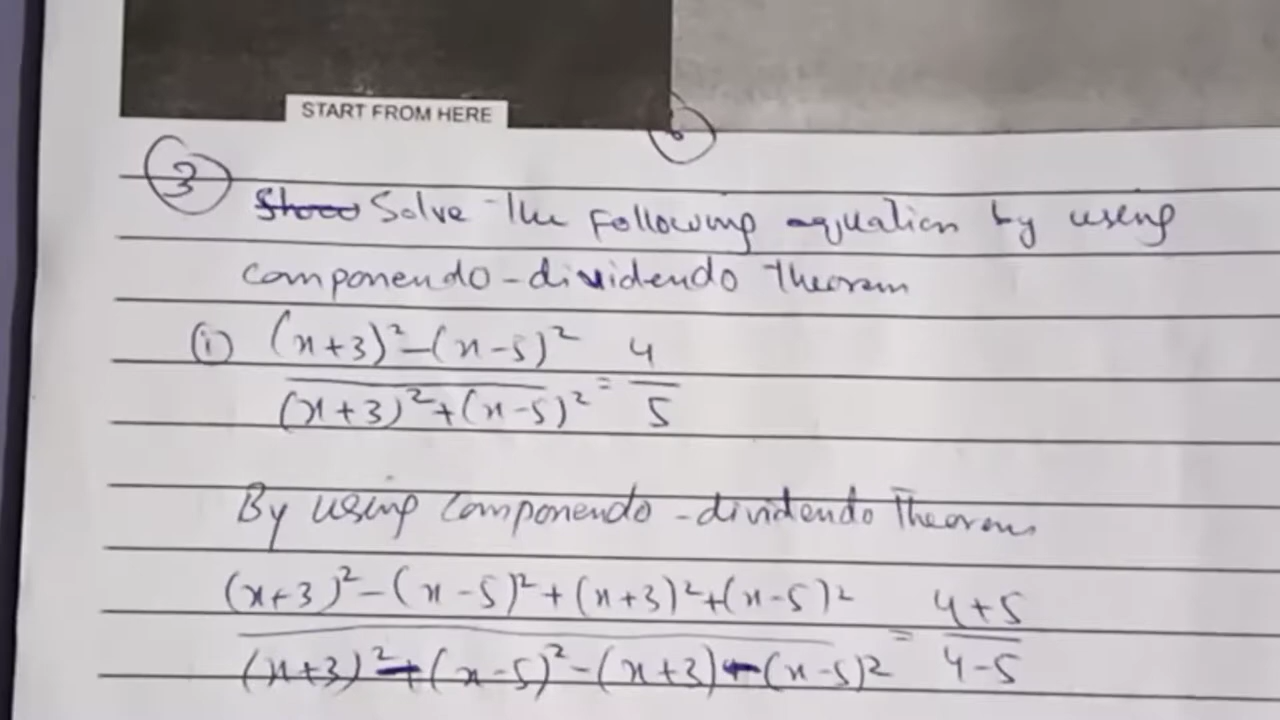 START FROM HERE
3
Solve the following equation by using
componendo-dividendo theorem
(i) (x+3)²-(x-5)² / (x+3)²+(x-5)² = 4/5
By using componendo-dividendo theorem
(x+3)²-(x-5)²+(x+3)²+(x-5)² / (x+3)²-(x-5)²-(x+3)-(x-5)² = 4+5 / 4-5